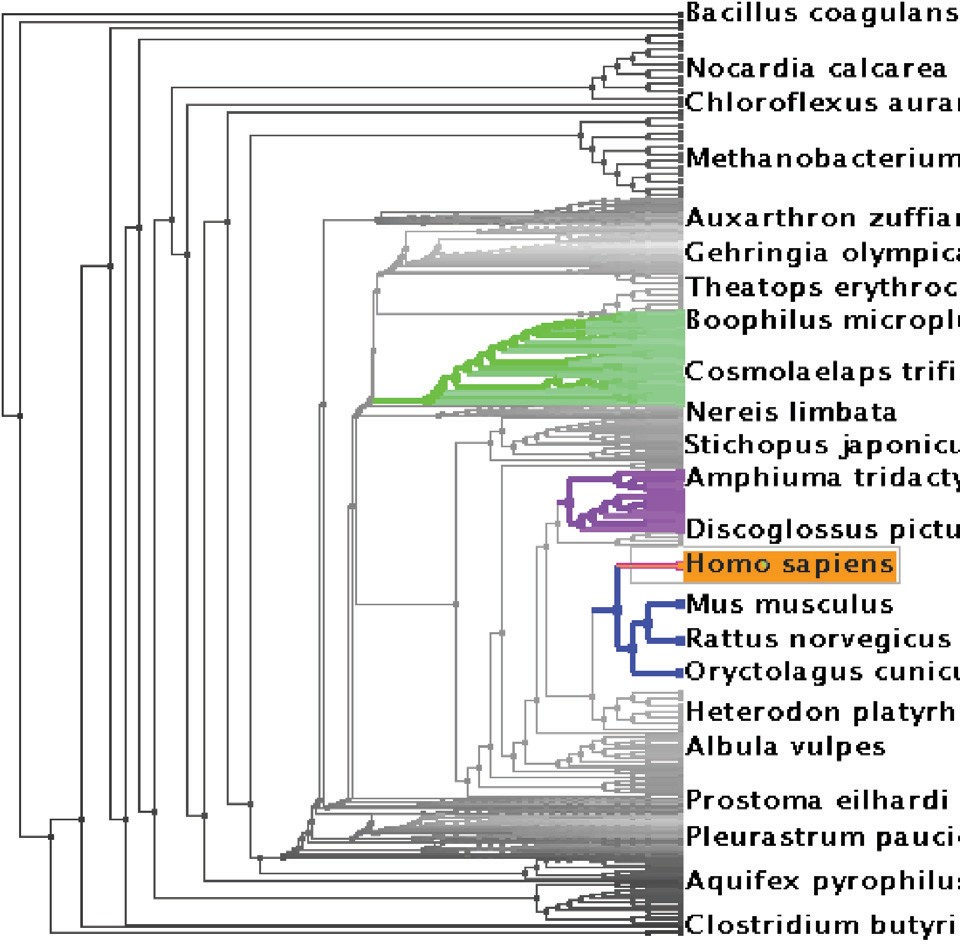 Bacillus coagulans
Nocardia calcarea
Chloroflexus auran
Methanobacterium
Auxarthron zuffian
Gehringia olympica
Theatops erythroc
Boophilus microplu
Cosmolaelaps trifi
Nereis limbata
Stichopus japonicu
Amphiuma tridacty
Discoglossus pictu
Homo sapiens
Mus musculus
Rattus norvegicus
Oryctolagus cunicu
Heterodon platyrh
Albula vulpes
Prostoma eilhardi
Pleurastrum pauci
Aquifex pyrophilus
Clostridium butyri